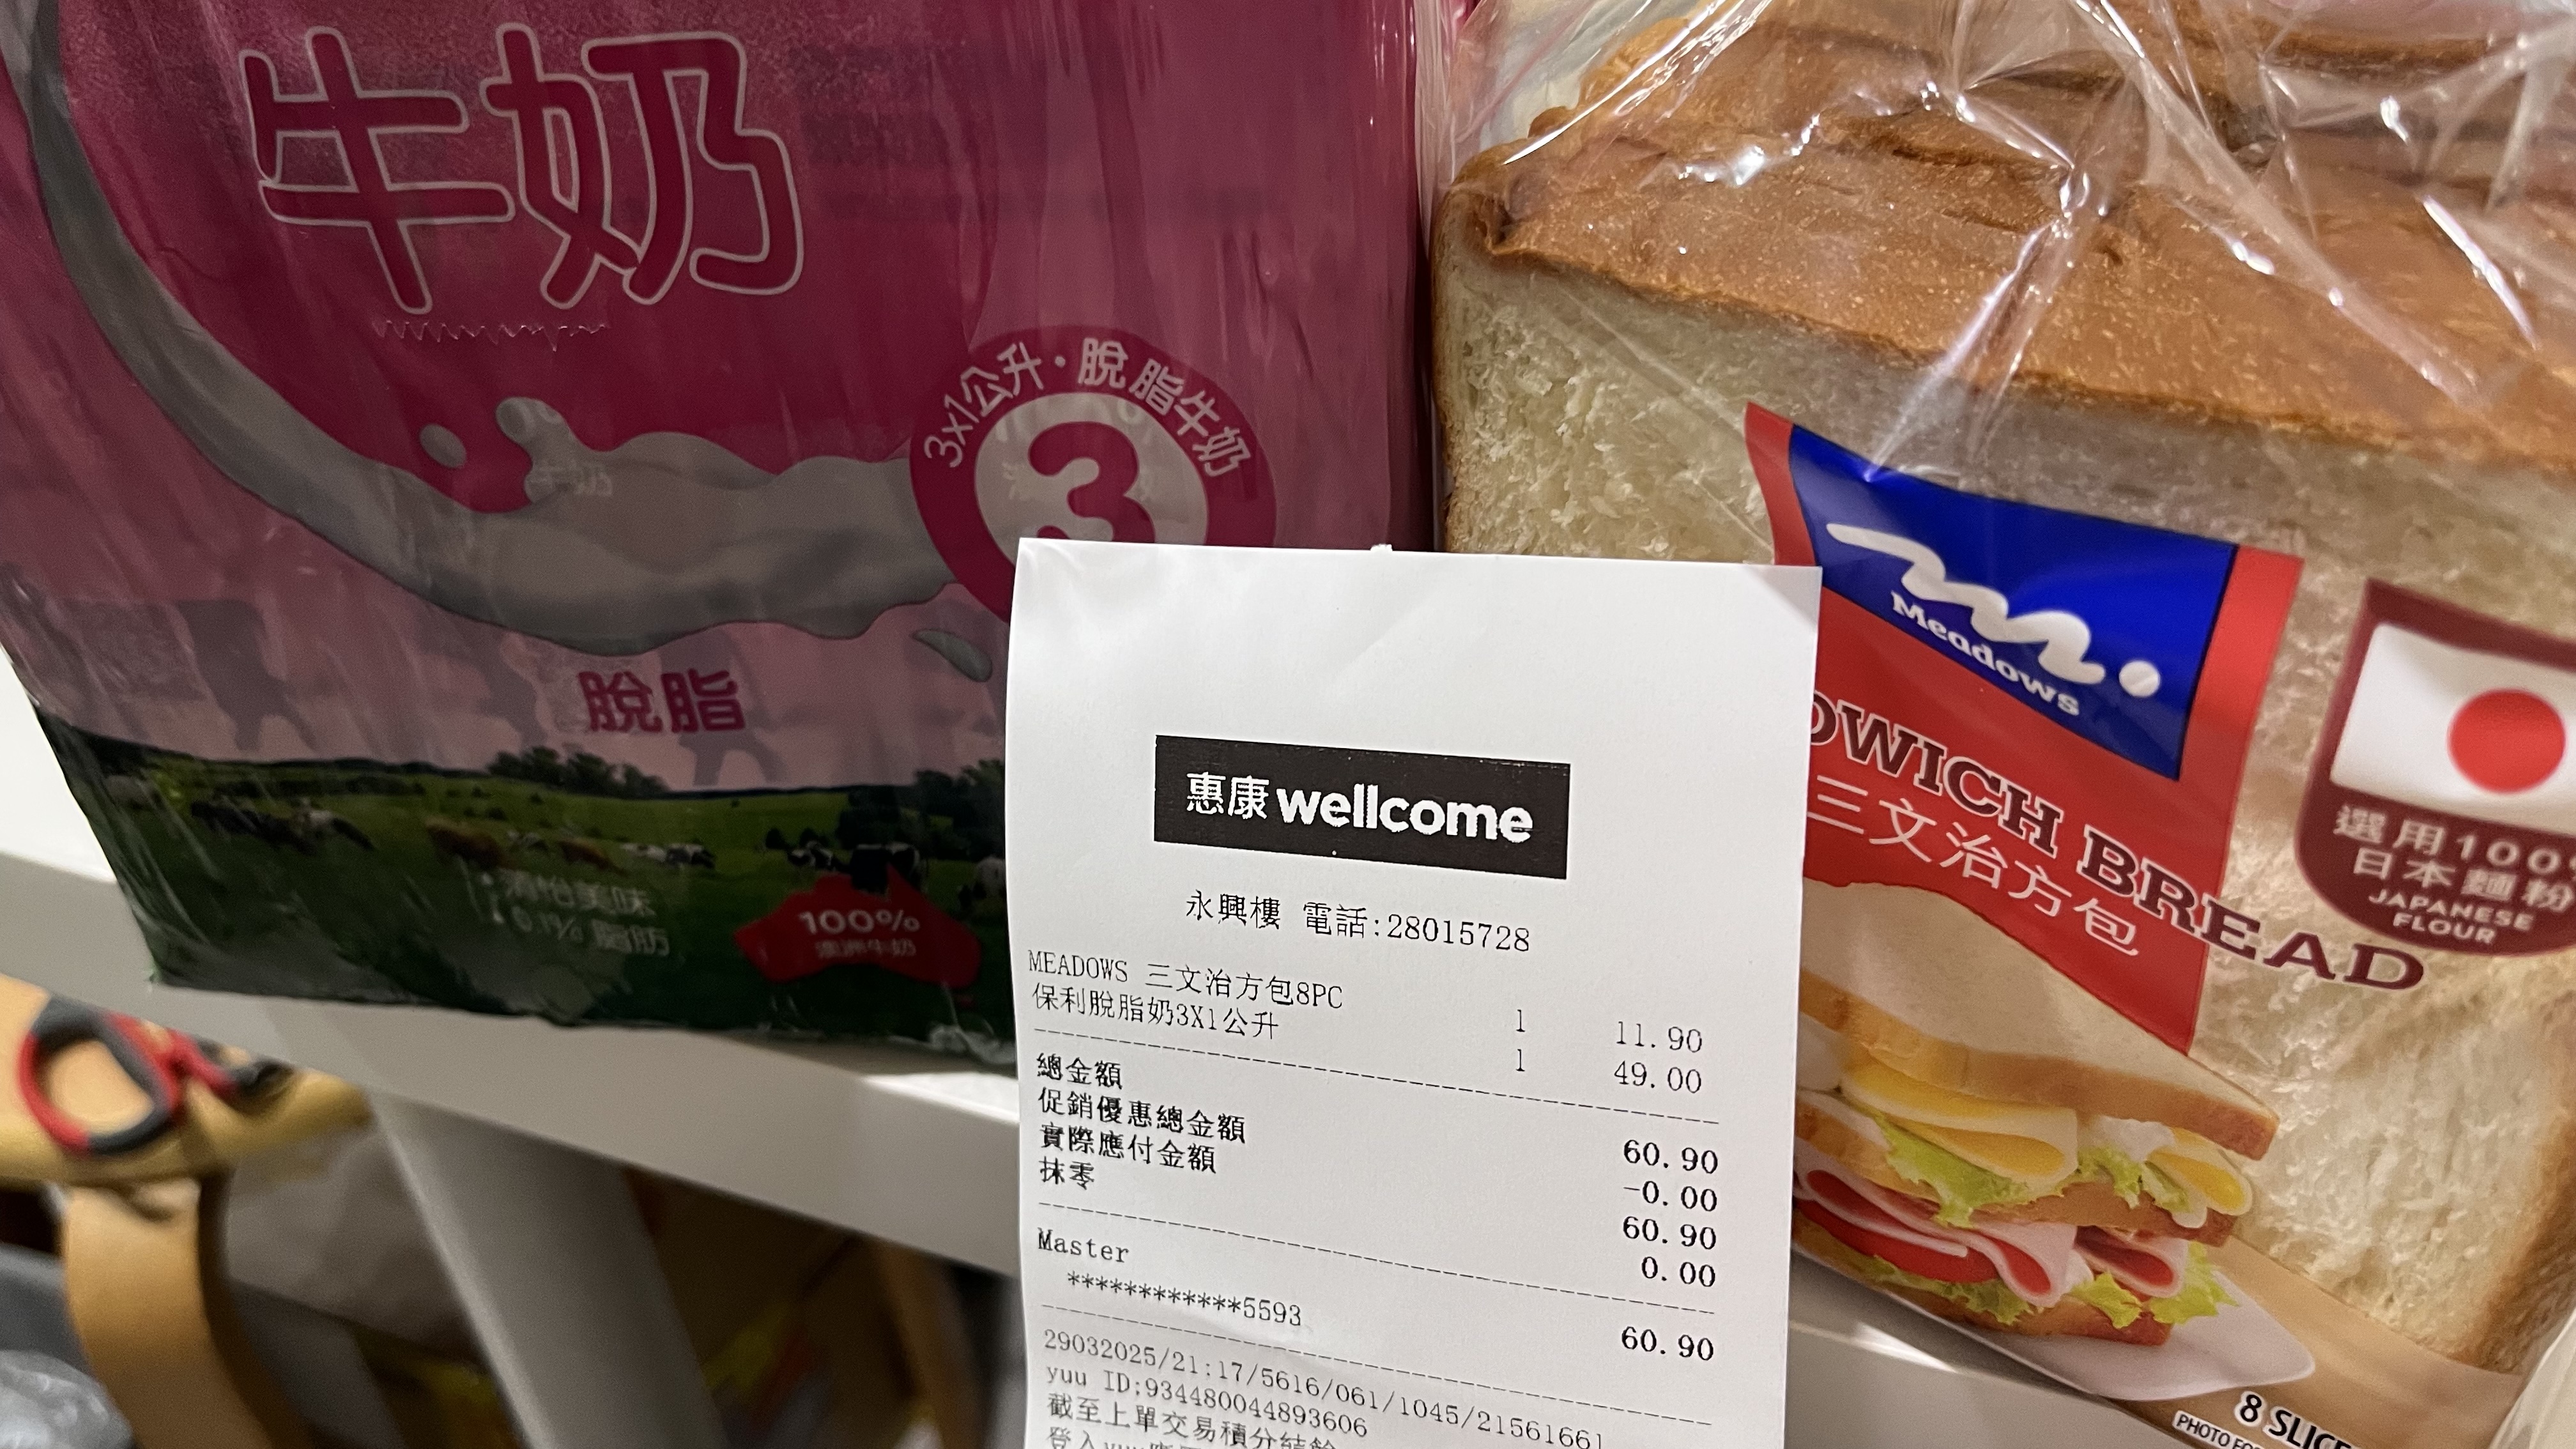 牛奶
3x1公升·脫脂牛奶
3
脫脂
清怡美味
0.1% 脂肪
100%
澳洲牛奶
m.
Meadows
DWICH BREAD
三文治方包
選用100
日本麵粉
JAPANESE
FLOUR
8 SLICE
PHOTO FO
惠康 wellcome
永興樓 電話:28015728
MEADOWS 三文治方包8PC 1 11.90
保利脫脂奶3X1公升 1 49.00
總金額 60.90
促銷優惠總金額 -0.00
實際應付金額 60.90
抹零 0.00
Master 60.90
************5593
29032025/21:17/5616/061/1045/21561661
yuu ID:934480044893606
截至上單交易積分結餘
登入yuu